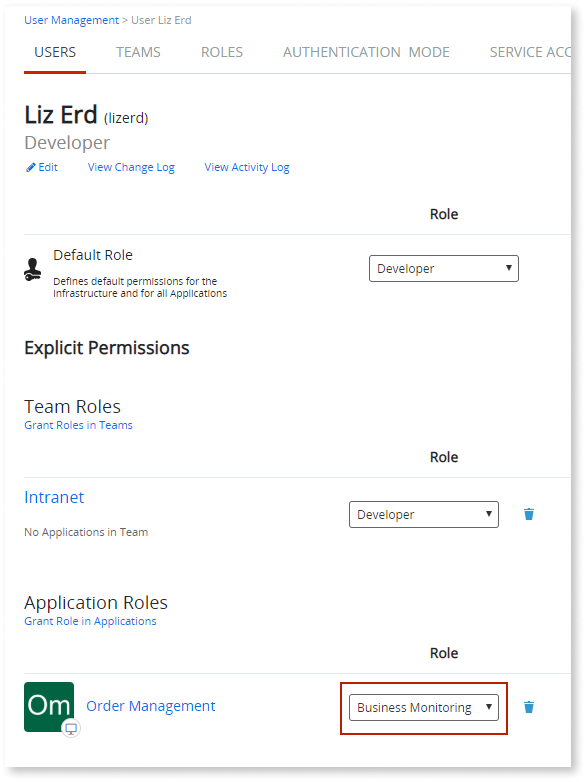 User Management > User Liz Erd
USERS TEAMS ROLES AUTHENTICATION MODE SERVICE ACC
Liz Erd (lizerd)
Developer
Edit View Change Log View Activity Log
Role
Default Role
Defines default permissions for the
infrastructure and for all Applications
Developer
Explicit Permissions
Team Roles
Grant Roles in Teams
Role
Intranet
No Applications in Team
Developer
Application Roles
Grant Role in Applications
Role
Om
Order Management
Business Monitoring